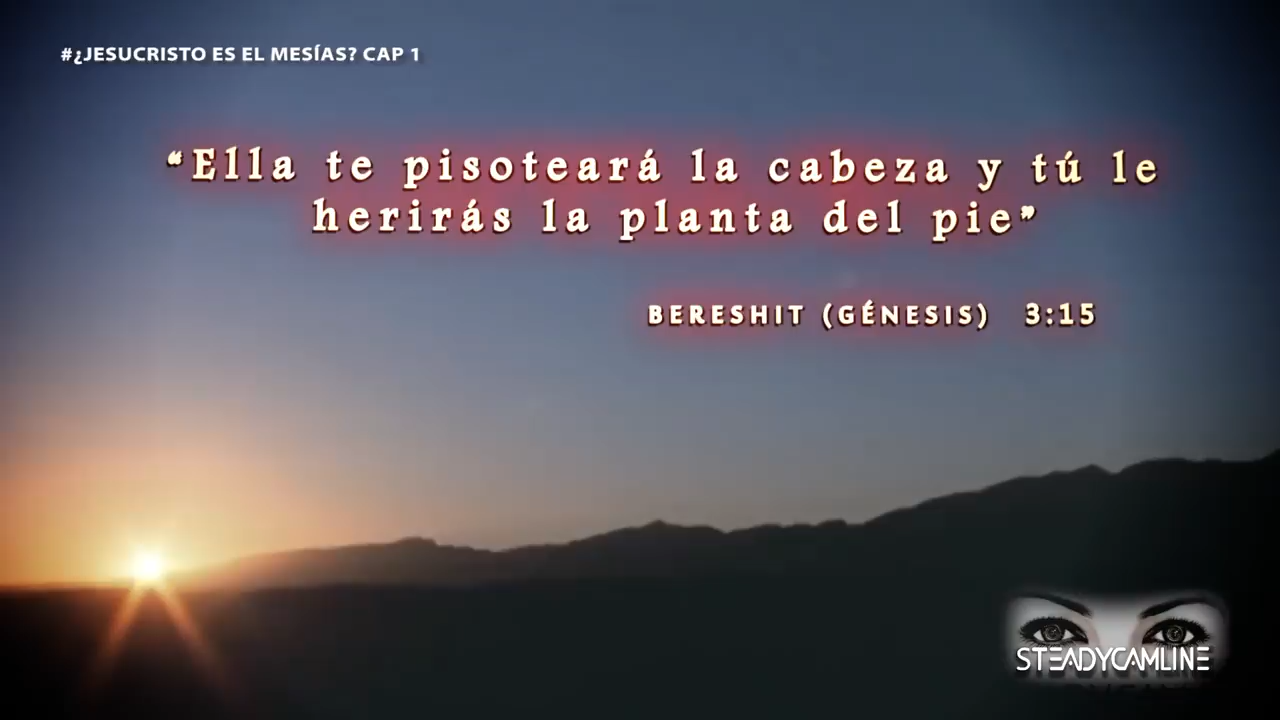 #¿JESUCRISTO ES EL MESÍAS? CAP 1
“Ella te pisoteará la cabeza y tú le
herirás la planta del pie”
BERESHIT (GÉNESIS) 3:15
STEADYCAMLINE